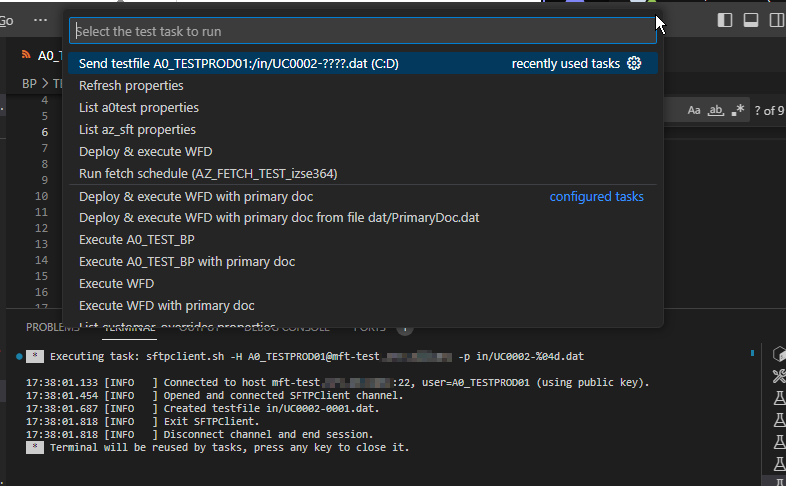 Go ...
Select the test task to run
A0_T
Send testfile A0_TESTPROD01:/in/UC0002-????.dat (C:D) recently used tasks
BP > T
Refresh properties
4
List a0test properties
Aa ab .* ? of 9
5
List az_sft properties
6
Deploy & execute WFD
7
8
Run fetch schedule (AZ_FETCH_TEST_izse364)
9
10
Deploy & execute WFD with primary doc configured tasks
11
Deploy & execute WFD with primary doc from file dat/PrimaryDoc.dat
12
Execute A0_TEST_BP
13
14
Execute A0_TEST_BP with primary doc
15
Execute WFD
16
Execute WFD with primary doc
17
List customer_overrides properties
PROBLEMS TERMINAL OUTPUT DEBUG CONSOLE PORTS 1
* Executing task: sftpclient.sh -H A0_TESTPROD01@mft-test. -p in/UC0002-%04d.dat
17:38:01.133 [INFO ] Connected to host mft-test. :22, user=A0_TESTPROD01 (using public key).
17:38:01.454 [INFO ] Opened and connected SFTPClient channel.
17:38:01.687 [INFO ] Created testfile in/UC0002-0001.dat.
17:38:01.818 [INFO ] Exit SFTPClient.
17:38:01.818 [INFO ] Disconnect channel and end session.
* Terminal will be reused by tasks, press any key to close it.